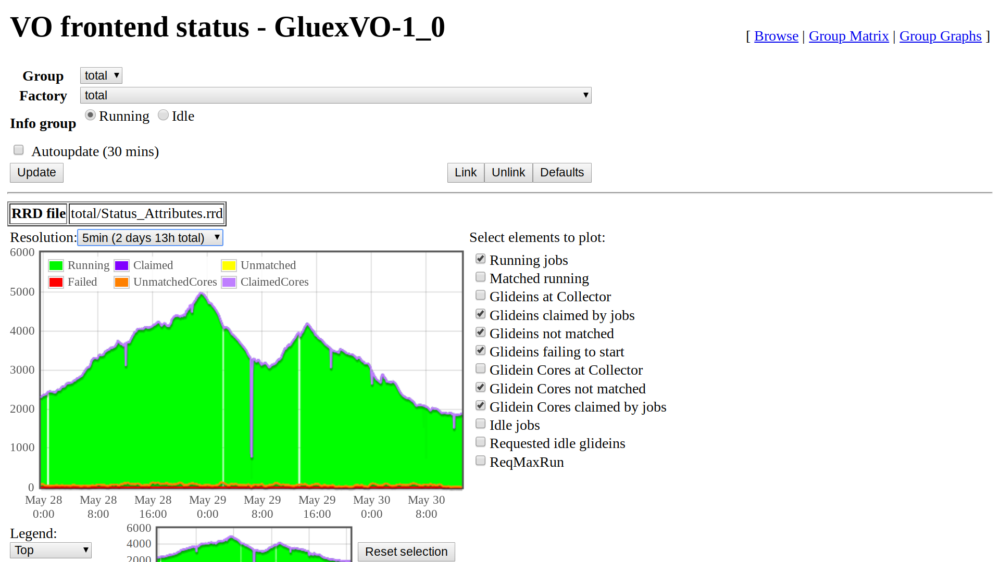 VO frontend status - GluexVO-1_0
[ Browse | Group Matrix | Group Graphs ]
Group total
Factory total
Info group Running Idle
Autoupdate (30 mins)
Update Link Unlink Defaults
RRD file total/Status_Attributes.rrd
Resolution: 5min (2 days 13h total)
Select elements to plot:
6000
5000
4000
3000
2000
1000
0
Running Claimed Unmatched
Failed UnmatchedCores ClaimedCores
May 28 May 28 May 28 May 29 May 29 May 29 May 30 May 30
0:00 8:00 16:00 0:00 8:00 16:00 0:00 8:00
Running jobs
Matched running
Glideins at Collector
Glideins claimed by jobs
Glideins not matched
Glideins failing to start
Glidein Cores at Collector
Glidein Cores not matched
Glidein Cores claimed by jobs
Idle jobs
Requested idle glideins
ReqMaxRun
Legend:
Top
6000
4000
2000
Reset selection